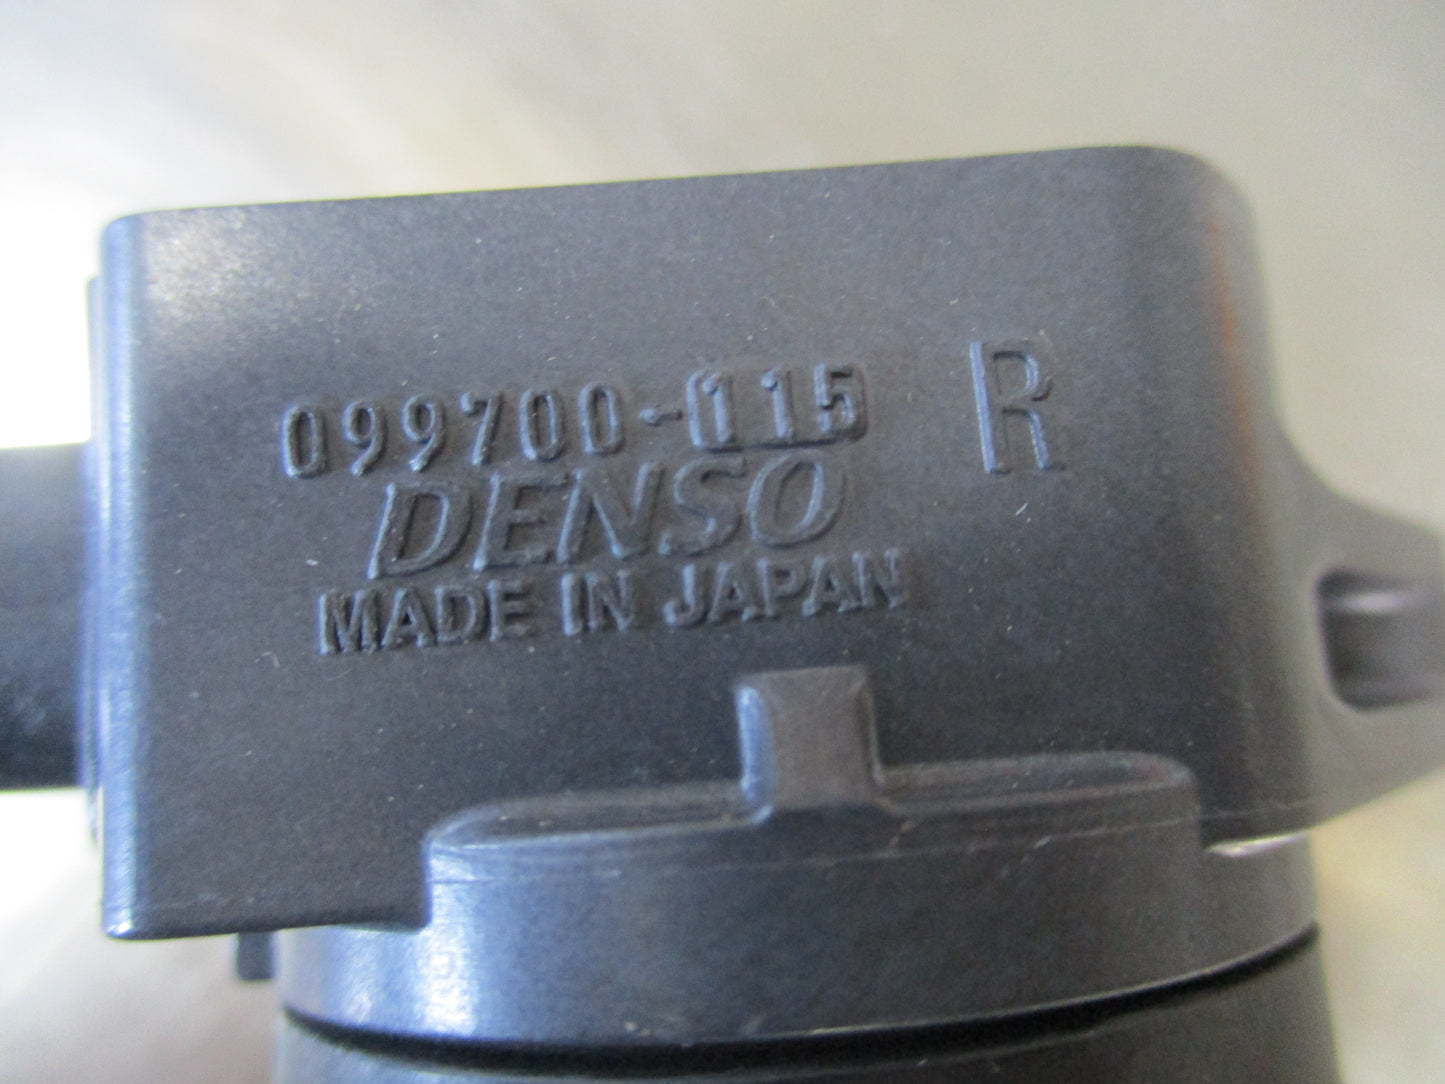 099700-115 R
DENSO
MADE IN JAPAN